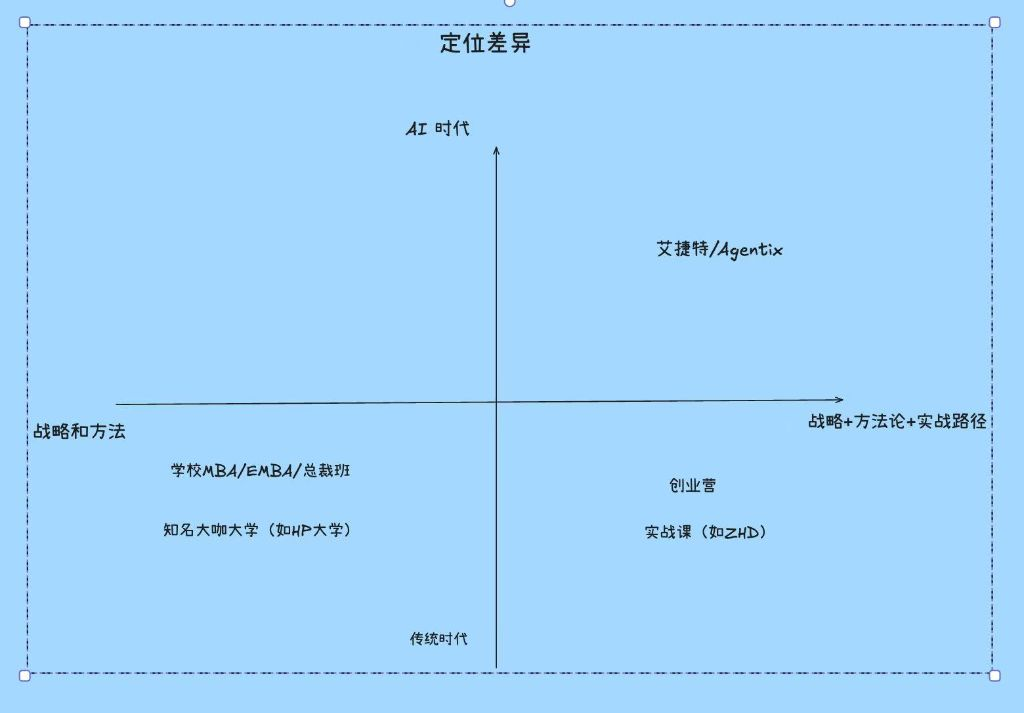 定位差异
AI 时代
艾捷特/Agentix
战略和方法
战略+方法论+实战路径
学校MBA/EMBA/总裁班
创业营
知名大咖大学（如HP大学）
实战课（如ZHD）
传统时代